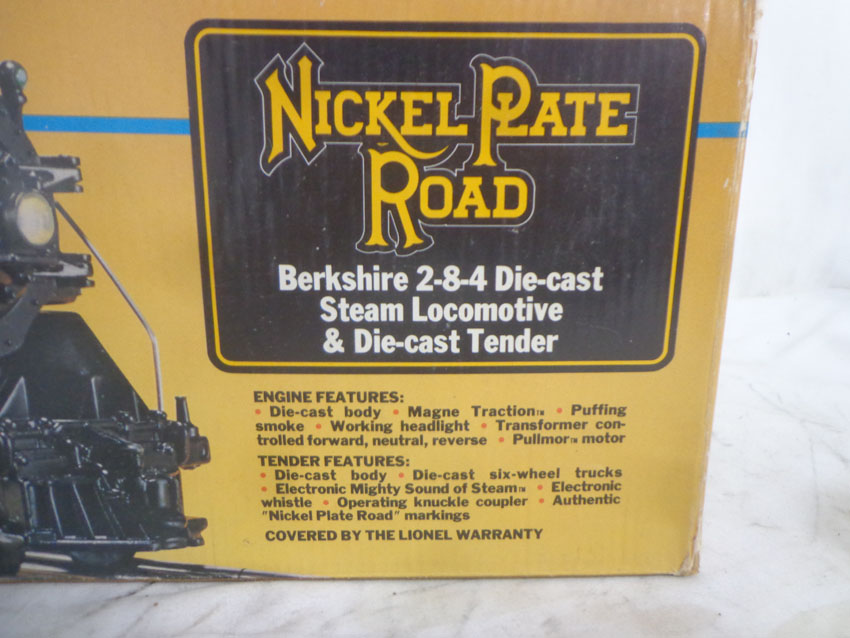 NICKEL PLATE
ROAD
Berkshire 2-8-4 Die-cast
Steam Locomotive
& Die-cast Tender
ENGINE FEATURES:
• Die-cast body • Magne Traction™ • Puffing
smoke • Working headlight • Transformer con-
trolled forward, neutral, reverse • Pullmor™ motor
TENDER FEATURES:
• Die-cast body • Die-cast six-wheel trucks
• Electronic Mighty Sound of Steam™ • Electronic
whistle • Operating knuckle coupler • Authentic
"Nickel Plate Road" markings
COVERED BY THE LIONEL WARRANTY